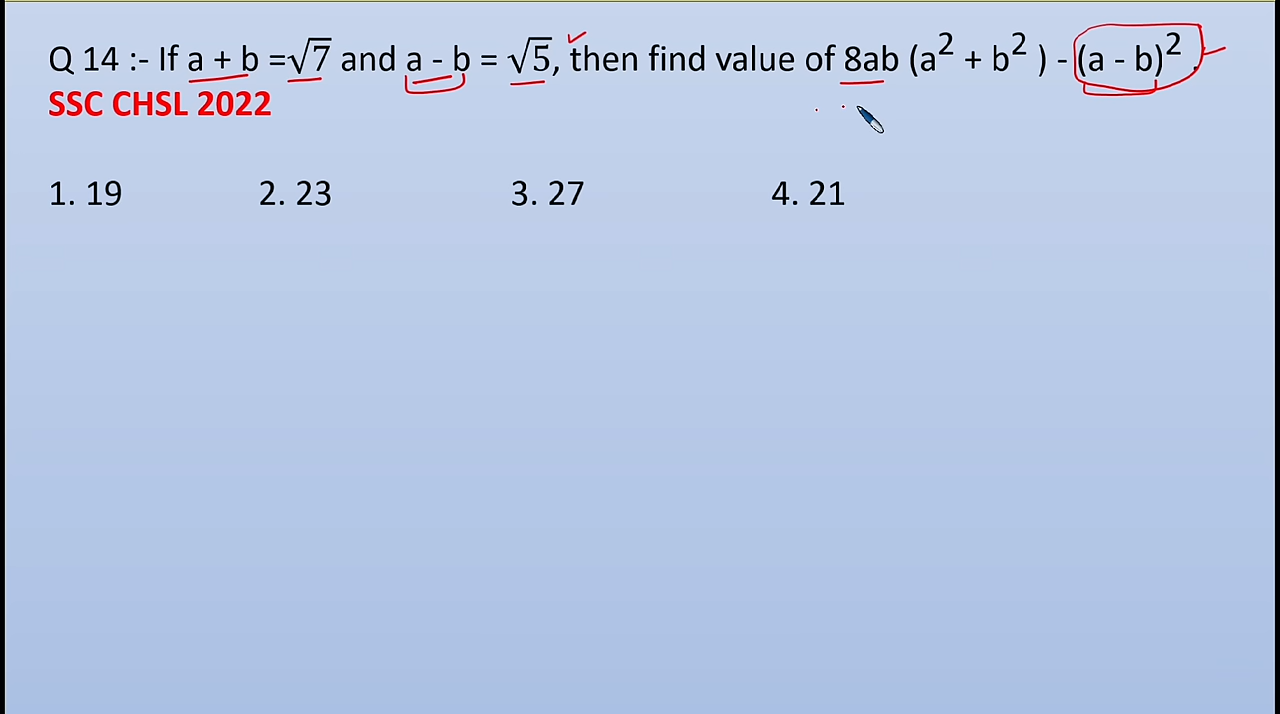 Q 14 :- If a + b =√7 and a - b = √5, then find value of 8ab (a² + b² ) - (a - b)² .
SSC CHSL 2022
1. 19 2. 23 3. 27 4. 21